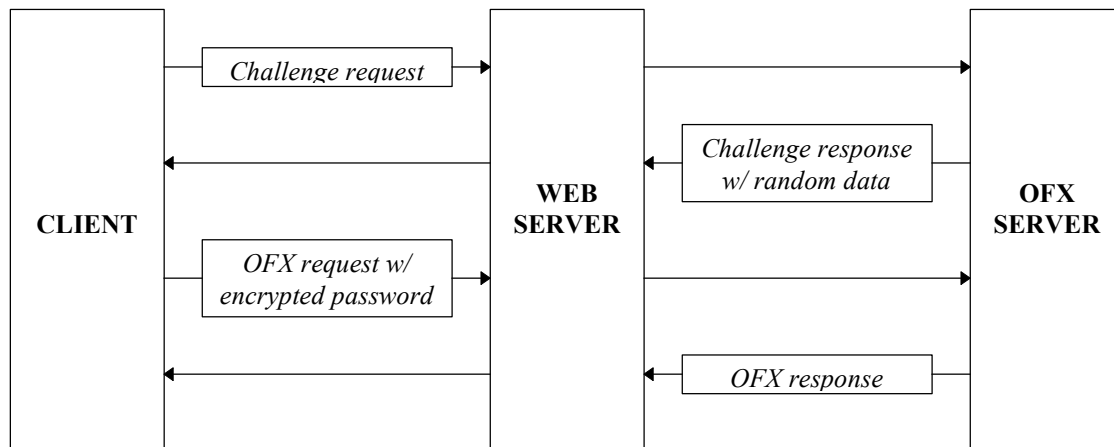 Challenge request
Challenge response
w/ random data
CLIENT
WEB
SERVER
OFX
SERVER
OFX request w/
encrypted password
OFX response